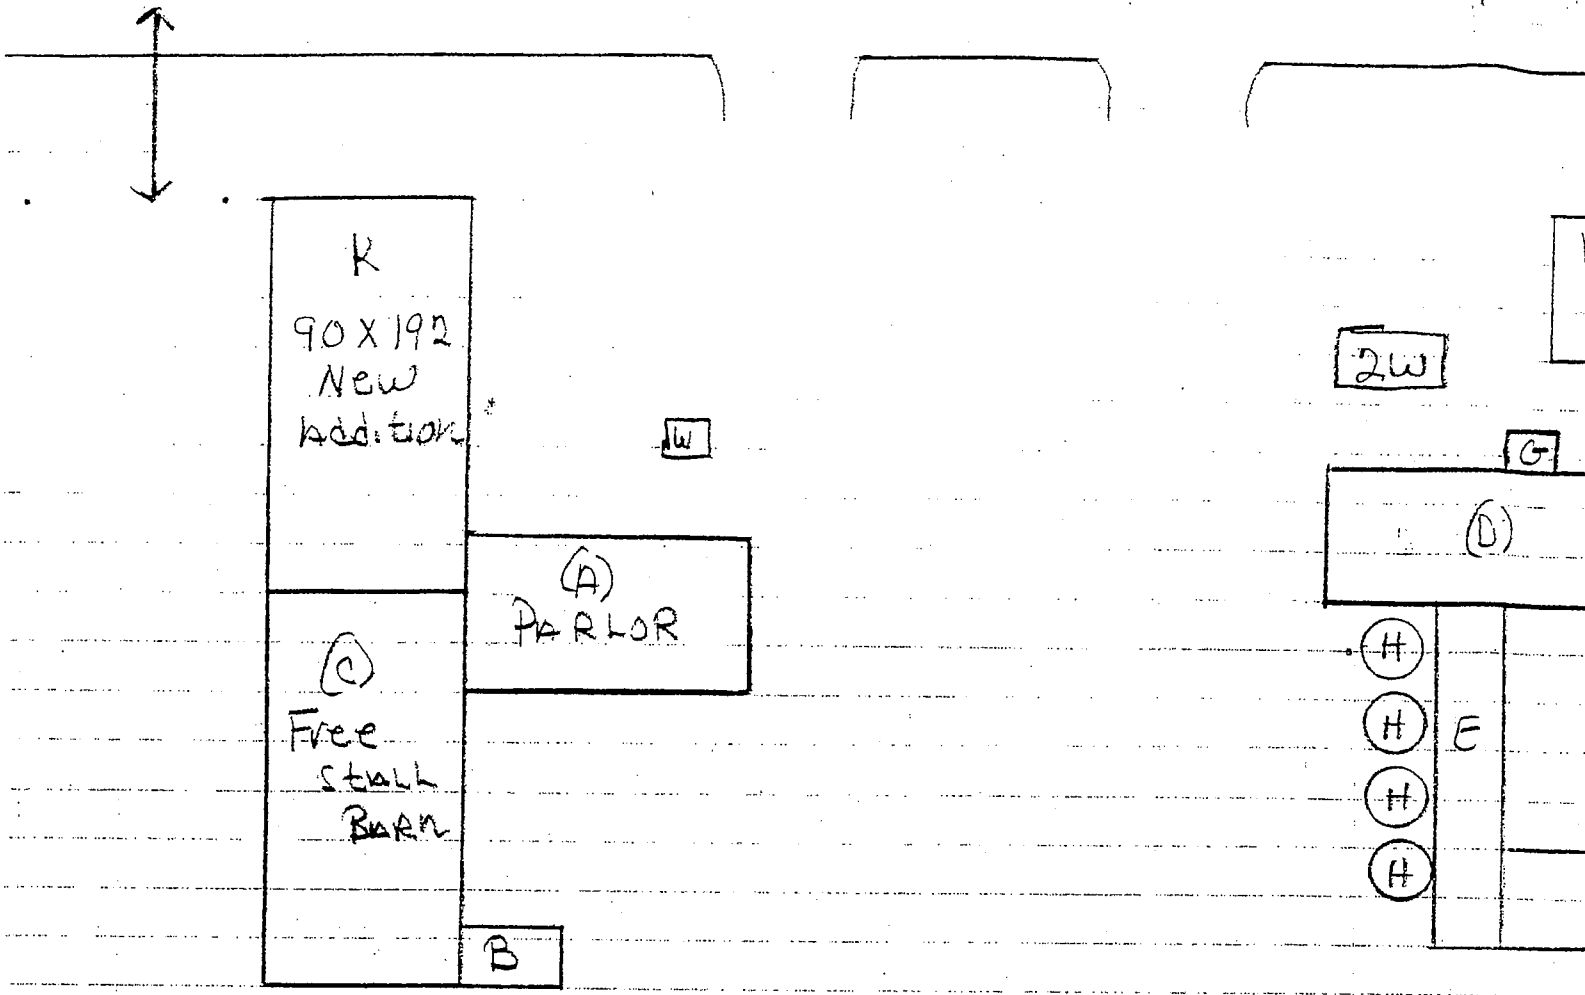 K
90 X 192
New
Addition
W
2W
G
(A)
PARLOR
(D)
(C)
Free
stall
Barn
H
H
E
H
H
B